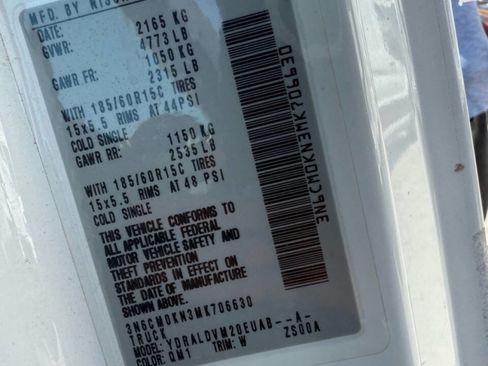 MFD. BY
DATE:
GVWR: 2165 KG
4773 LB
GAWR FR: 1050 KG
2315 LB
WITH 185/60R15C TIRES
15x5.5 RIMS AT 44PSI
COLD SINGLE
GAWR RR: 1150 KG
2535 LB
WITH 185/60R15C TIRES
15x5.5 RIMS AT 48 PSI
COLD SINGLE
THIS VEHICLE CONFORMS TO
ALL APPLICABLE FEDERAL
MOTOR VEHICLE SAFETY AND
THEFT PREVENTION
STANDARDS IN EFFECT ON
THE DATE OF MANUFACTURE
SHOWN ABOVE.
3N6CM0KN3MK706630
TRUCK
MODEL: YDRALDVM20EUAB--A-
COLOR: QM1 TRIM: W ZS00A
3N6CM0KN3MK706630